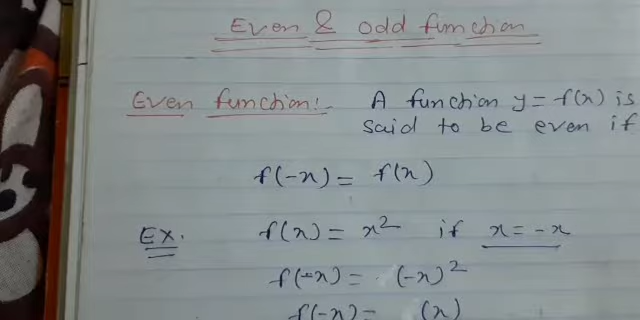 Even & odd function
Even function:- A function y = f(x) is
said to be even if
f(-x) = f(x)
Ex. f(x) = x² if x = -x
f(-x) = (-x)²
f(-x) = (x)